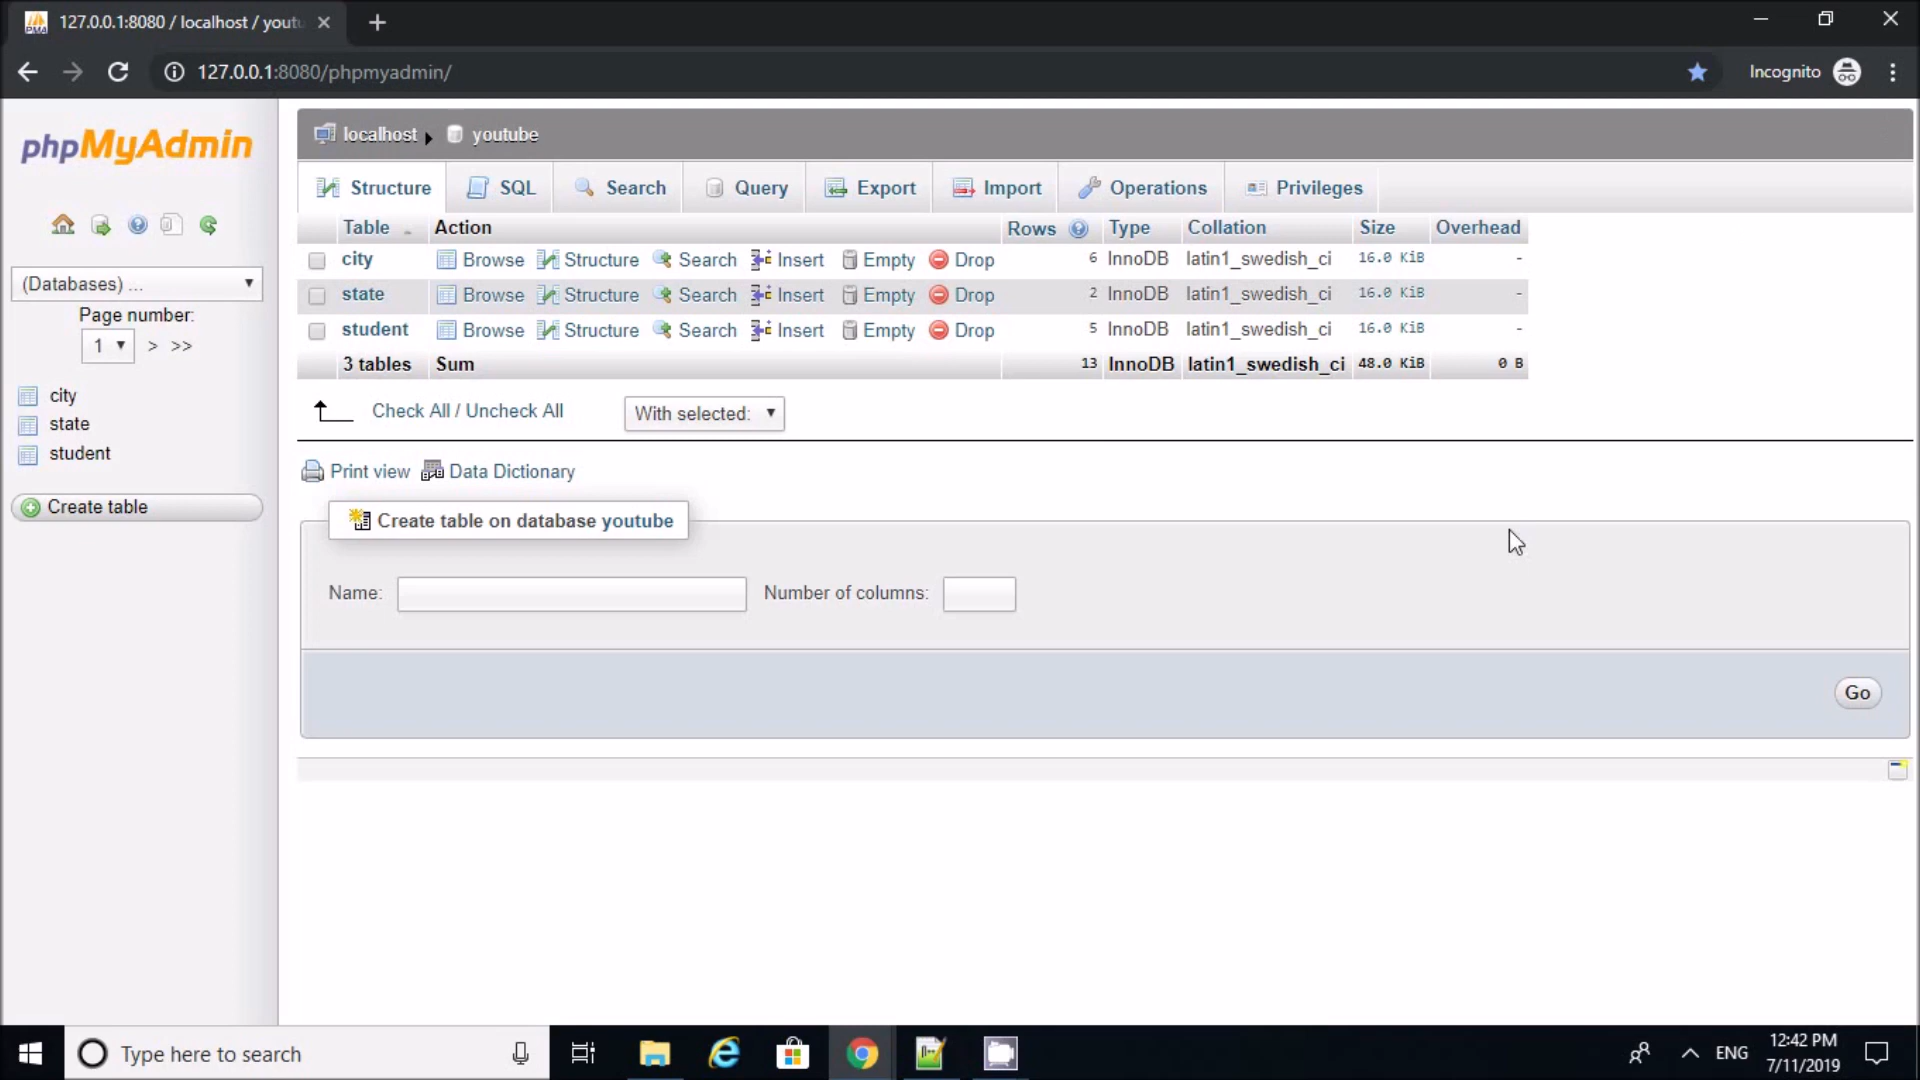 127.0.0.1:8080 / localhost / yout
127.0.0.1:8080/phpmyadmin/
Incognito
phpMyAdmin
(Databases) ...
Page number:
1 > >>
city
state
student
Create table
localhost youtube
Structure SQL Search Query Export Import Operations Privileges
Table Action Rows Type Collation Size Overhead
city Browse Structure Search Insert Empty Drop 6 InnoDB latin1_swedish_ci 16.0 KiB -
state Browse Structure Search Insert Empty Drop 2 InnoDB latin1_swedish_ci 16.0 KiB -
student Browse Structure Search Insert Empty Drop 5 InnoDB latin1_swedish_ci 16.0 KiB -
3 tables Sum 13 InnoDB latin1_swedish_ci 48.0 KiB 0 B
Check All / Uncheck All With selected:
Print view Data Dictionary
Create table on database youtube
Name: Number of columns:
Go
Type here to search
ENG
12:42 PM
7/11/2019